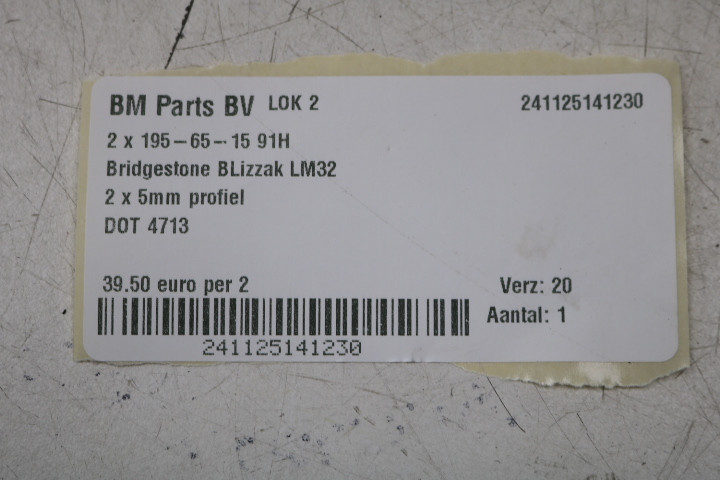 BM Parts BV LOK 2 241125141230
2 x 195-65-15 91H
Bridgestone BLizzak LM32
2 x 5mm profiel
DOT 4713
39.50 euro per 2 Verz: 20
Aantal: 1
241125141230